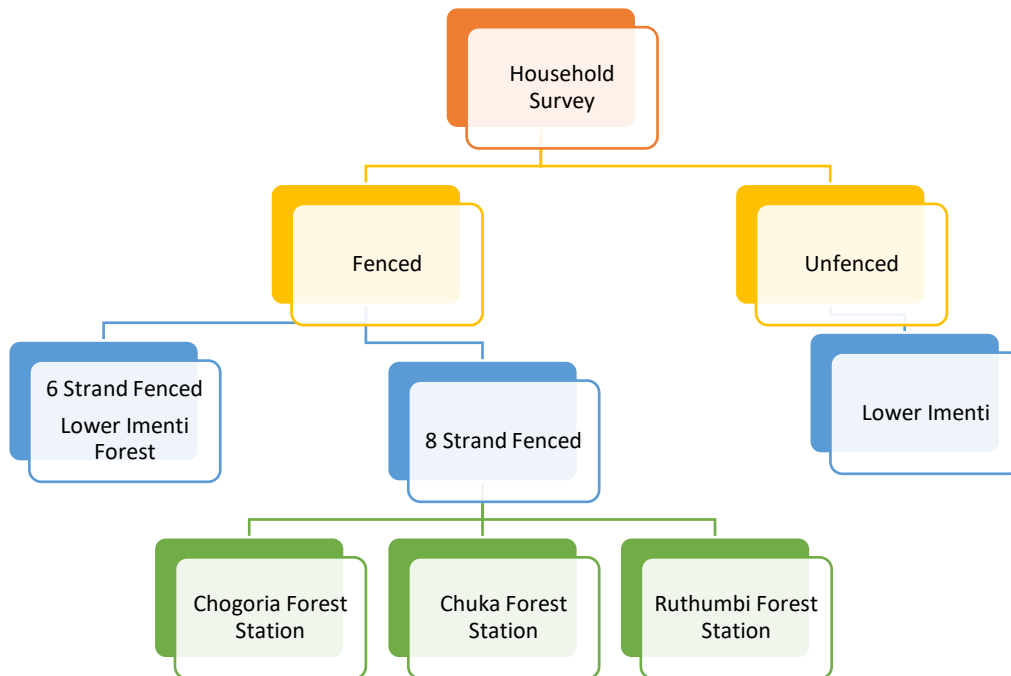 Household
Survey
Fenced
Unfenced
6 Strand Fenced
Lower Imenti
Forest
8 Strand Fenced
Lower Imenti
Chogoria Forest
Station
Chuka Forest
Station
Ruthumbi Forest
Station